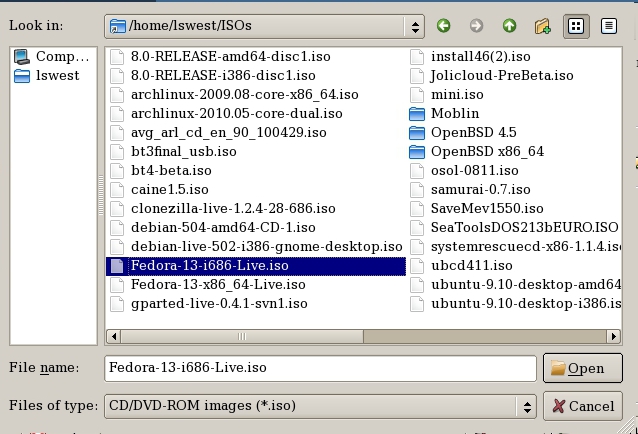 Look in: /home/lswest/ISOs
Comp...
lswest
8.0-RELEASE-amd64-disc1.iso
8.0-RELEASE-i386-disc1.iso
archlinux-2009.08-core-x86_64.iso
archlinux-2010.05-core-dual.iso
avg_arl_cd_en_90_100429.iso
bt3final_usb.iso
bt4-beta.iso
caine1.5.iso
clonezilla-live-1.2.4-28-686.iso
debian-504-amd64-CD-1.iso
debian-live-502-i386-gnome-desktop.iso
Fedora-13-i686-Live.iso
Fedora-13-x86_64-Live.iso
gparted-live-0.4.1-svn1.iso
install46(2).iso
Jolicloud-PreBeta.iso
mini.iso
Moblin
OpenBSD 4.5
OpenBSD x86_64
osol-0811.iso
samurai-0.7.iso
SaveMev1550.iso
SeaToolsDOS213bEURO.ISO
systemrescuecd-x86-1.1.4.is
ubcd411.iso
ubuntu-9.10-desktop-amd64
ubuntu-9.10-desktop-i386.is
File name: Fedora-13-i686-Live.iso Open
Files of type: CD/DVD-ROM images (*.iso) Cancel